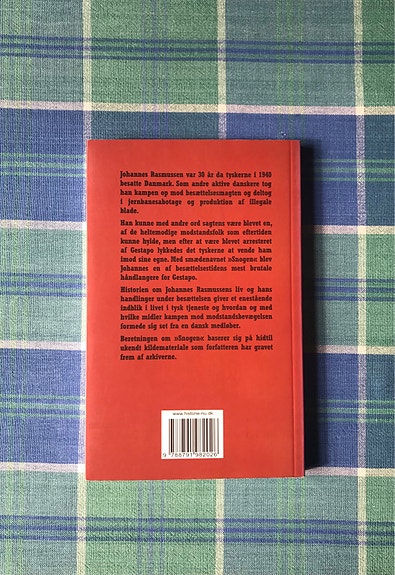 Johannes Rasmussen var 30 år da tyskerne i 1940
besatte Danmark. Som andre aktive danskere tog
han kampen op mod besættelsesmagten og deltog
i jernbanesabotage og produktion af illegale
blade.
Han kunne med andre ord sagtens være blevet en,
af de heltemodige modstandsfolk som eftertiden
kunne hylde, men efter at være blevet arresteret
af Gestapo lykkedes det tyskerne at vende ham
imod sine egne. Med smædenavnet »Snogen« blev
Johannes en af besættelsestidens mest brutale
håndlangere for Gestapo.
Historien om Johannes Rasmussens liv og hans
handlinger under besættelsen giver et enestående
indblik i livet i tysk tjeneste og hvordan og med
hvilke midler kampen mod modstandsbevægelsen
formede sig set fra en dansk medløber.
Beretningen om »Snogen« baserer sig på hidtil
ukendt kildemateriale som forfatteren har gravet
frem af arkiverne.
www.historie-nu.dk
9 788791 982026